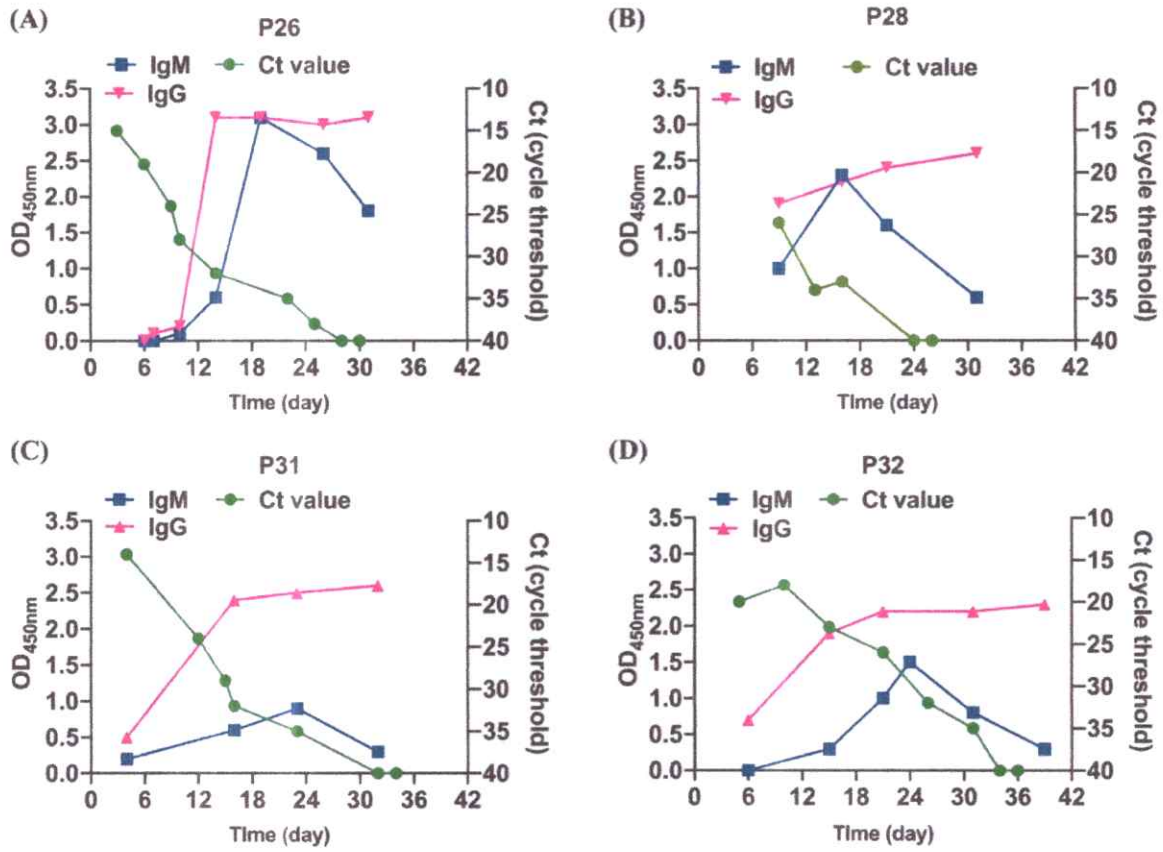 (A)
P26
IgM
Ct value
IgG
3.5
3.0
2.5
2.0
1.5
1.0
0.5
0.0
OD450nm
10
15
20
25
30
35
40
Ct (cycle threshold)
0 6 12 18 24 30 36 42
Time (day)
(B)
P28
IgM
Ct value
IgG
3.5
3.0
2.5
2.0
1.5
1.0
0.5
0.0
OD450nm
10
15
20
25
30
35
40
Ct (cycle threshold)
0 6 12 18 24 30 36 42
Time (day)
(C)
P31
IgM
Ct value
IgG
3.5
3.0
2.5
2.0
1.5
1.0
0.5
0.0
OD450nm
10
15
20
25
30
35
40
Ct (cycle threshold)
0 6 12 18 24 30 36 42
Time (day)
(D)
P32
IgM
Ct value
IgG
3.5
3.0
2.5
2.0
1.5
1.0
0.5
0.0
OD450nm
10
15
20
25
30
35
40
Ct (cycle threshold)
0 6 12 18 24 30 36 42
Time (day)